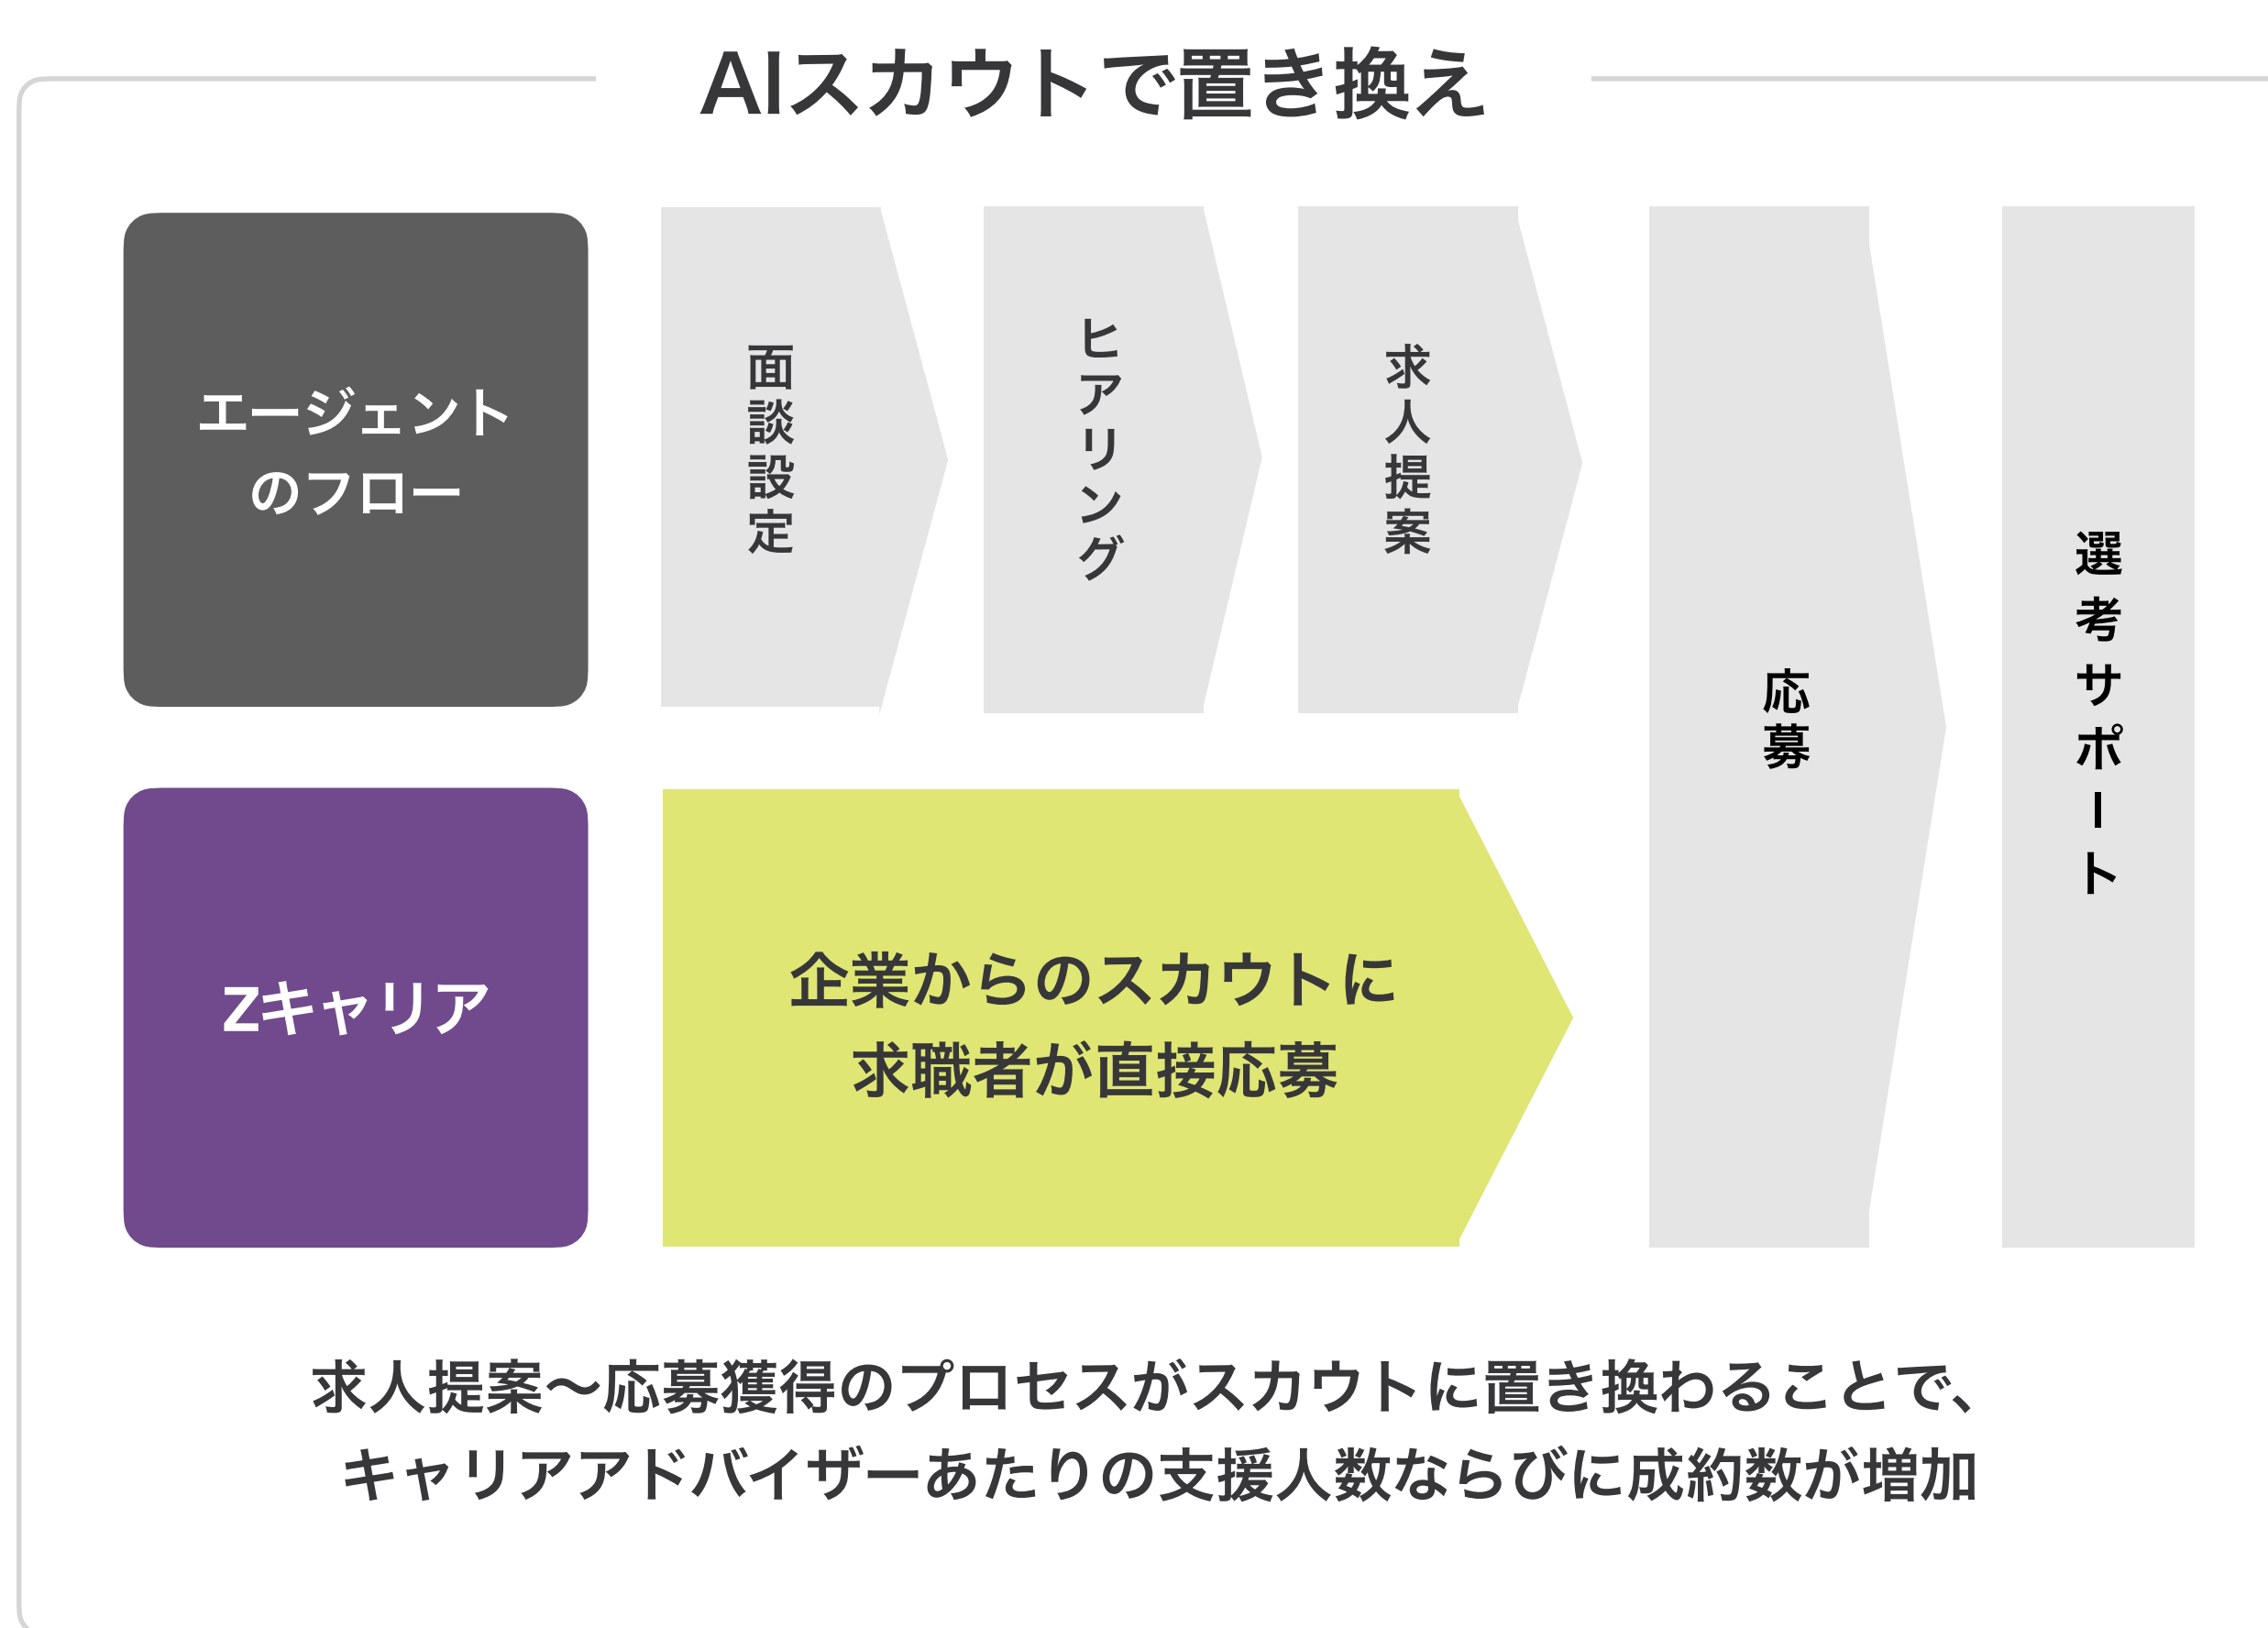 AIスカウトで置き換え
エージェント
のフロー
面談設定
ヒアリング
求人提案
応募
選考サポート
zキャリア
企業からのスカウトに
求職者が直接応募
求人提案〜応募獲得のプロセスがスカウトに置き換わることで、
キャリアアドバイザーあたりの支援人数ならびに成約数が増加